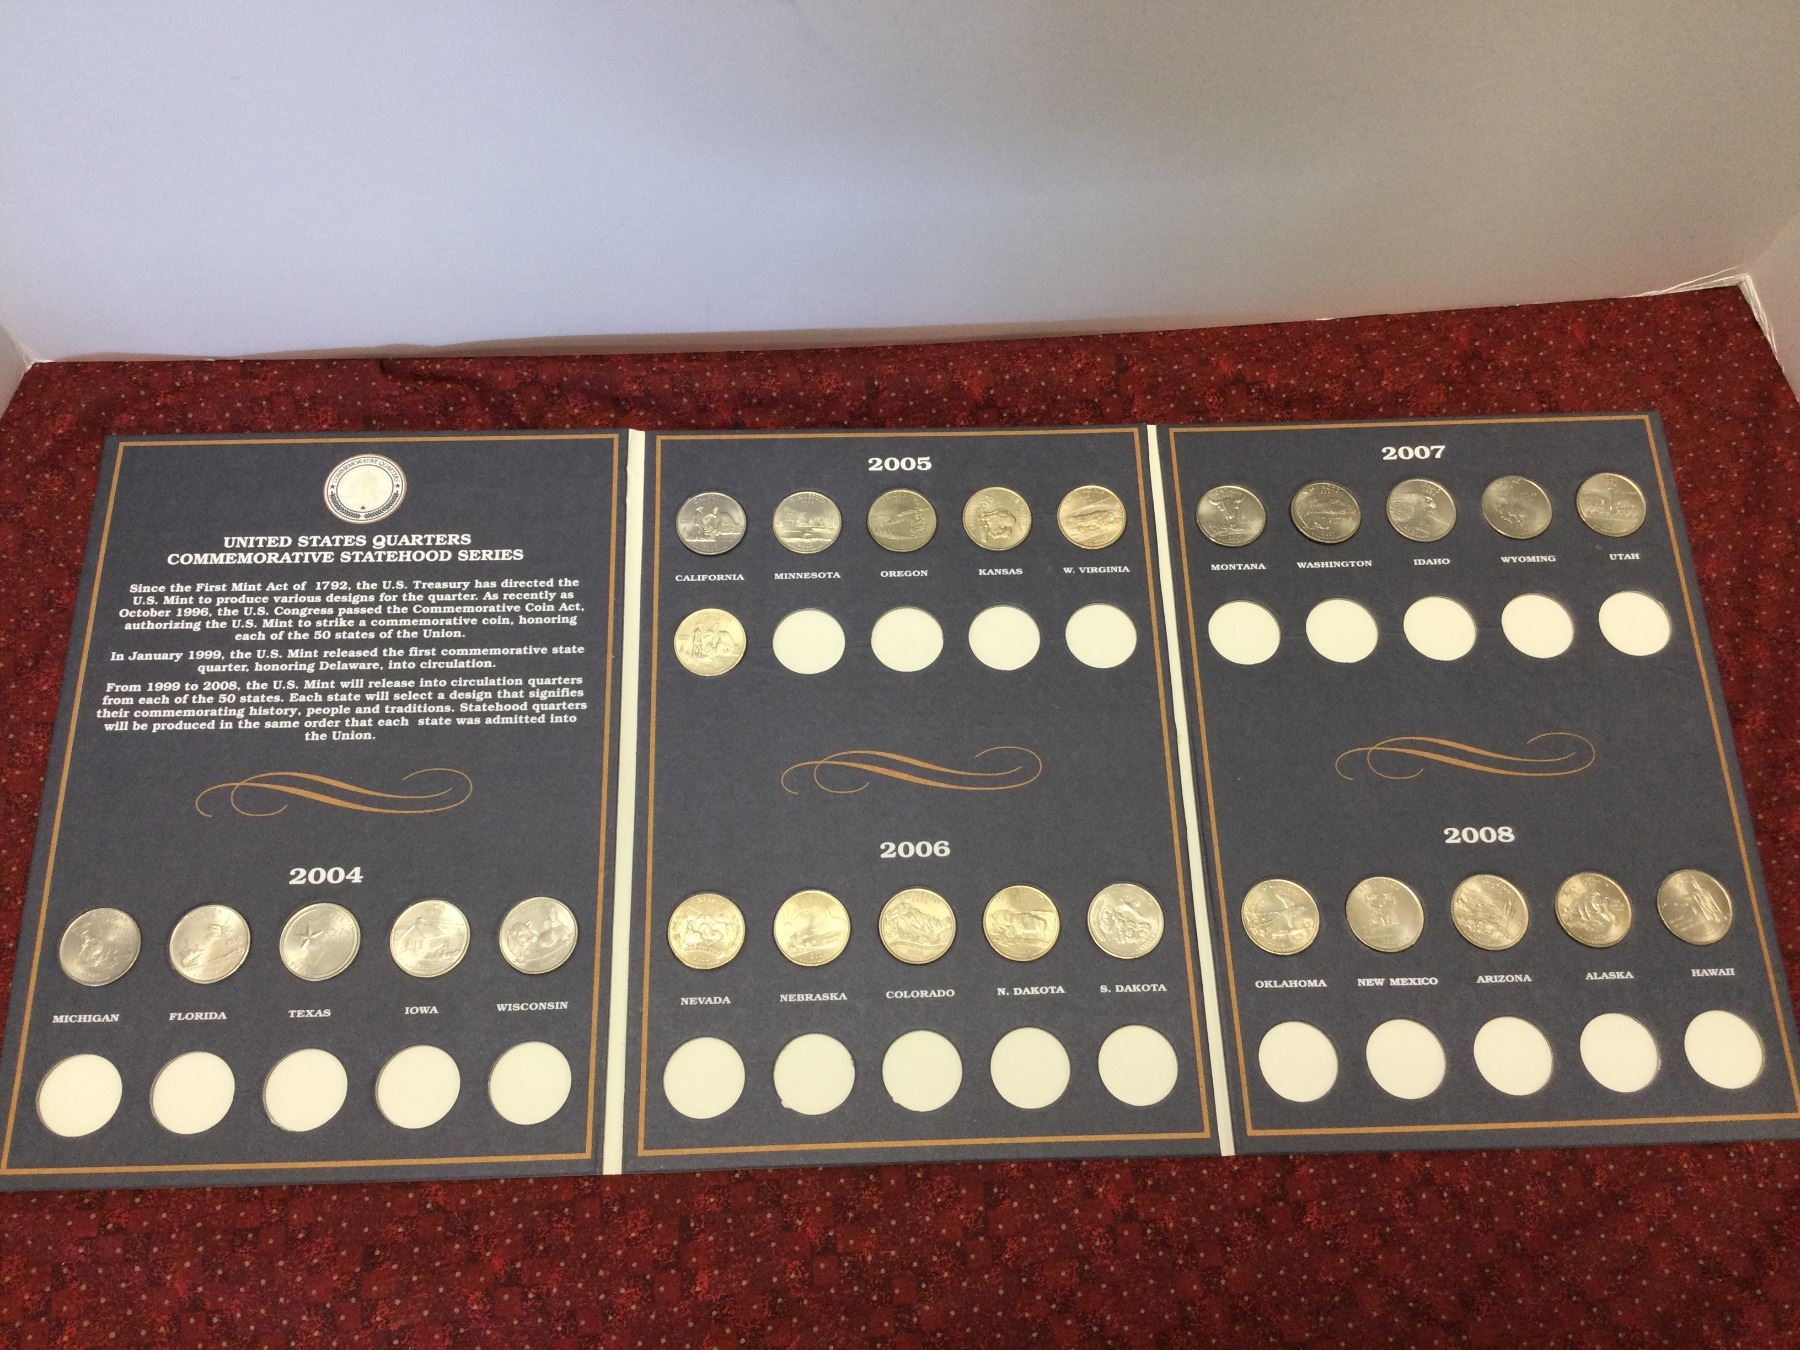 COMMEMORATIVE QUARTERS
UNITED STATES QUARTERS
COMMEMORATIVE STATEHOOD SERIES
Since the First Mint Act of 1792, the U.S. Treasury has directed the
U.S. Mint to produce various designs for the quarter. As recently as
October 1996, the U.S. Congress passed the Commemorative Coin Act,
authorizing the U.S. Mint to strike a commemorative coin, honoring
each of the 50 states of the Union.
In January 1999, the U.S. Mint released the first commemorative state
quarter, honoring Delaware, into circulation.
From 1999 to 2008, the U.S. Mint will release into circulation quarters
from each of the 50 states. Each state will select a design that signifies
their commemorating history, people and traditions. Statehood quarters
will be produced in the same order that each state was admitted into
the Union.
2004
MICHIGAN FLORIDA TEXAS IOWA WISCONSIN
2005
CALIFORNIA MINNESOTA OREGON KANSAS W. VIRGINIA
2006
NEVADA NEBRASKA COLORADO N. DAKOTA S. DAKOTA
2007
MONTANA WASHINGTON IDAHO WYOMING UTAH
2008
OKLAHOMA NEW MEXICO ARIZONA ALASKA HAWAII